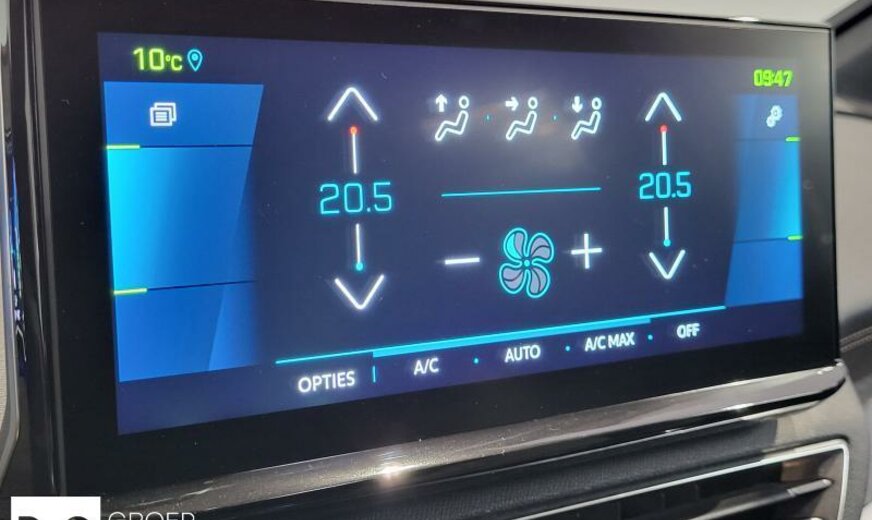 10°C
09:47
20.5
20.5
OPTIES A/C AUTO A/C MAX OFF
GROEP